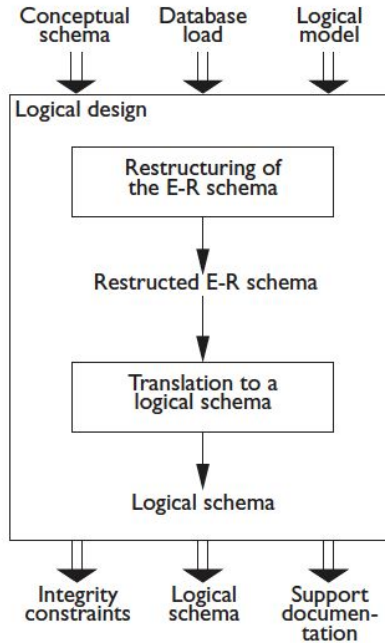 Conceptual
schema
Database
load
Logical
model
Logical design
Restructuring of
the E-R schema
Restructed E-R schema
Translation to a
logical schema
Logical schema
Integrity
constraints
Logical
schema
Support
documen-
tation